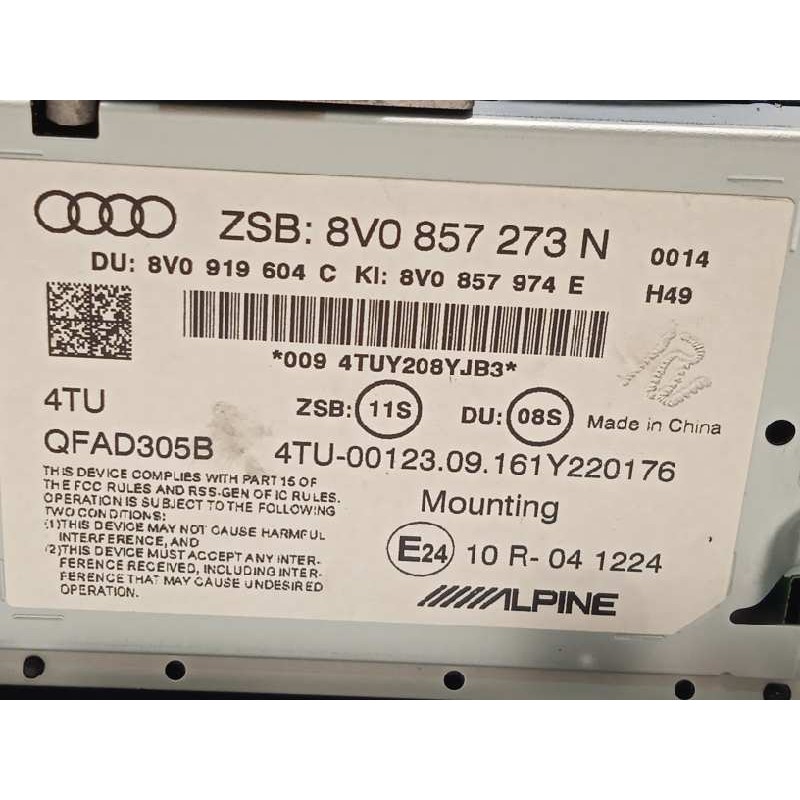 ZSB: 8V0 857 273 N 0014
DU: 8V0 919 604 C KI: 8V0 857 974 E H49
*009 4TUY208YJB3*
4TU ZSB: 11S DU: 08S Made in China
QFAD305B 4TU-00123.09.161Y220176
THIS DEVICE COMPLIES WITH PART 15 OF
THE FCC RULES AND RSS-GEN OF IC RULES.
OPERATION IS SUBJECT TO THE FOLLOWING
TWO CONDITIONS:
(1)THIS DEVICE MAY NOT CAUSE HARMFUL
INTERFERENCE, AND
(2)THIS DEVICE MUST ACCEPT ANY INTER-
FERENCE RECEIVED, INCLUDING INTER-
FERENCE THAT MAY CAUSE UNDESIRED
OPERATION.
Mounting
E24 10 R- 04 1224
ALPINE